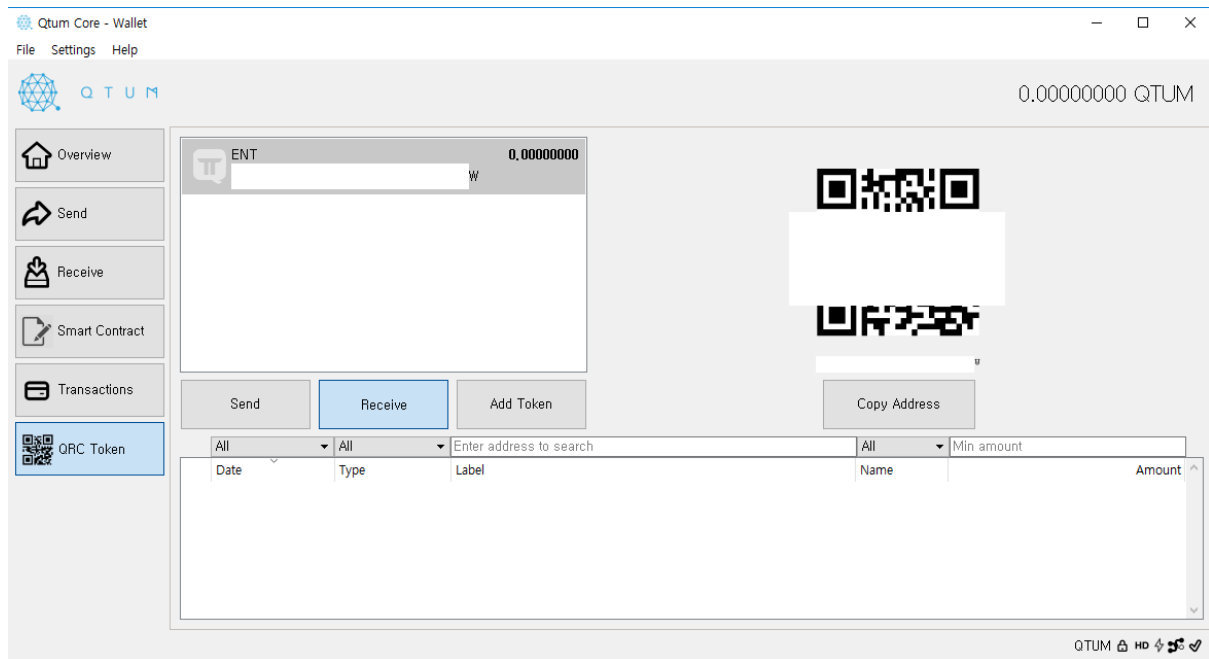 Qtum Core - Wallet
File Settings Help
QTUM
0.00000000 QTUM
Overview
Send
Receive
Smart Contract
Transactions
QRC Token
ENT 0.00000000
W
Send Receive Add Token
Copy Address
All All Enter address to search All Min amount
Date Type Label Name Amount
QTUM HD